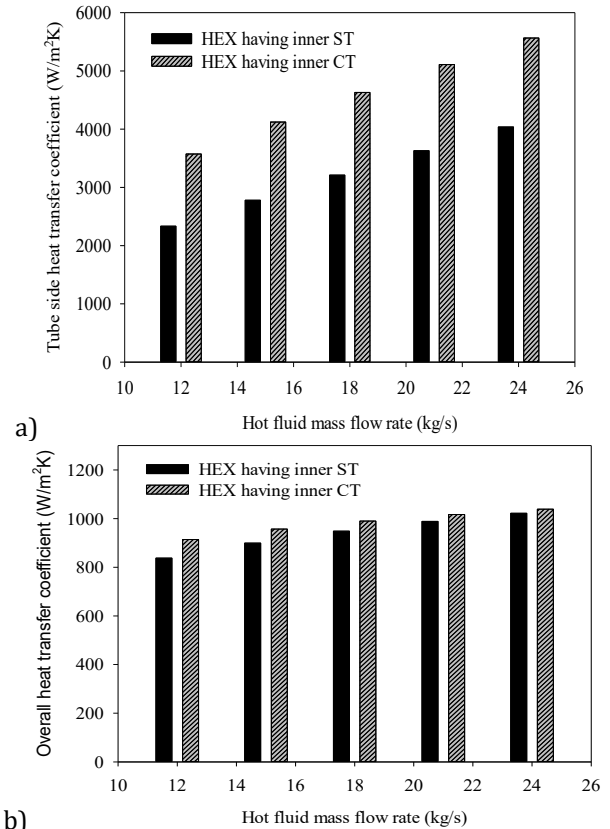 6000
HEX having inner ST
HEX having inner CT
5000
4000
3000
2000
1000
0
Tube side heat transfer coefficient (W/m²K)
10 12 14 16 18 20 22 24 26
Hot fluid mass flow rate (kg/s)
a)
1200
HEX having inner ST
HEX having inner CT
1000
800
600
400
200
0
Overall heat transfer coefficient (W/m²K)
10 12 14 16 18 20 22 24 26
Hot fluid mass flow rate (kg/s)
b)